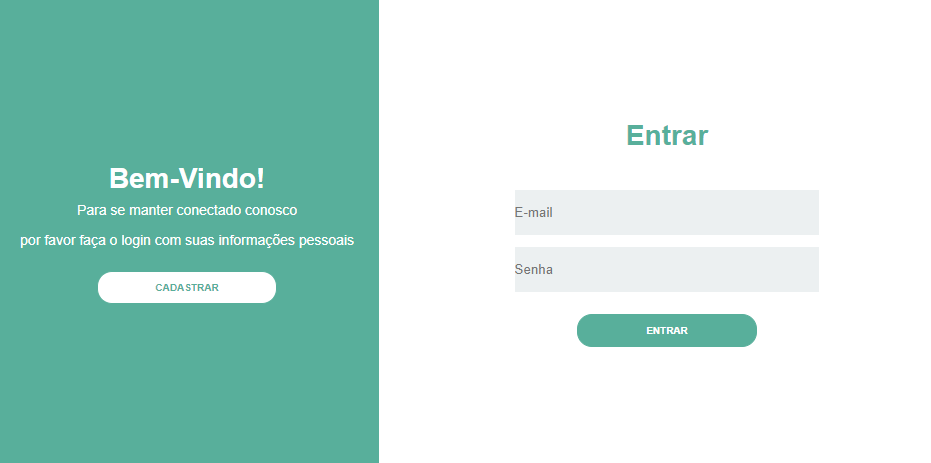 Bem-Vindo!
Para se manter conectado conosco
por favor faça o login com suas informações pessoais
CADASTRAR
Entrar
E-mail
Senha
ENTRAR